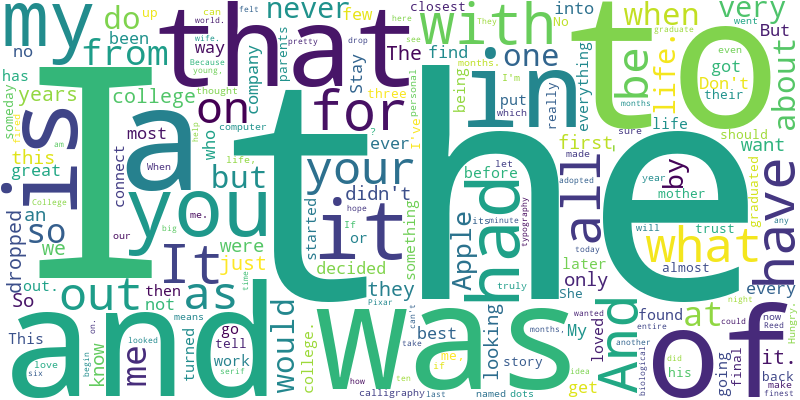 my
do
up
never
few
can
felt
wife.
world.
Because
young,
pretty
drop
here
see
They
closest
into
No
went
graduate
very
But
no
been
from
way
parents
The
find
when
months.
I'm
one
got
Don't
their
even
months
has
years
college
thought
company
Stay
three
being
personal
put
which
really
everything
be
life.
about
someday
fired
am
this
great
most
who
on
computer
for
?
ever
I've
in
made
first,
sure
life
should
want
is
a
When
connect
help
but
life,
your
didn't
before
let
adopted
year
mother
by
graduated
College
so
an
we
dropped
our
me.
you
big
were
started
hope
If
or
it
something
Apple
its
minute
had
typography
all
today
will
trust
what
any
have
I
that
with
to
the
out.
So
then
not
It
just
decided
they
truly
She
later
only
almost
every
This
love
six
know
on.
begin
out
means
looked
as
time.
would
Pixar
can't
take
best
looking
months.
My
wanted
loved
And
found
entire
at
night
could
now
Reed
it.
Hungry.
me
turned
go
tell
work
serif
college.
how
ten
me,
if
story
idea
get
another
biological
did
his
going
final
back
make
finest
and
was
calligraphy
last
named
dots
of